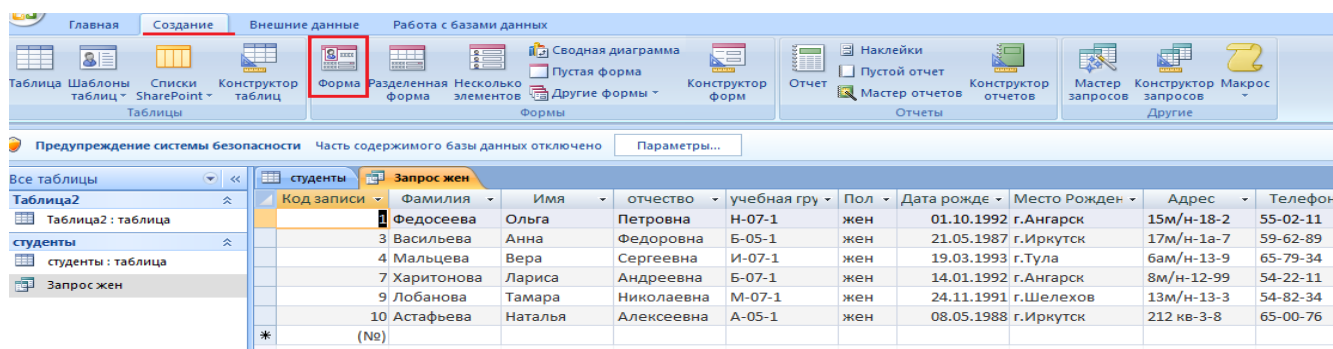 Главная Создание Внешние данные Работа с базами данных
Таблица Шаблоны таблиц Списки SharePoint Конструктор таблиц
Таблицы
Форма Разделенная форма Несколько элементов Сводная диаграмма Пустая форма Другие формы Конструктор форм
Формы
Отчет Наклейки Пустой отчет Мастер отчетов Конструктор отчетов
Отчеты
Мастер запросов Конструктор запросов Макрос
Другие
Предупреждение системы безопасности Часть содержимого базы данных отключено Параметры...
Все таблицы
Таблица2
Таблица2 : таблица
студенты
студенты : таблица
Запрос жен
студенты Запрос жен
Код записи Фамилия Имя отчество учебная гру Пол Дата рожде Место Рожден Адрес Телефон
1 Федосеева Ольга Петровна Н-07-1 жен 01.10.1992 г.Ангарск 15м/н-18-2 55-02-11
3 Васильева Анна Федоровна Б-05-1 жен 21.05.1987 г.Иркутск 17м/н-1а-7 59-62-89
4 Мальцева Вера Сергеевна И-07-1 жен 19.03.1993 г.Тула 6ам/н-13-9 65-79-34
7 Харитонова Лариса Андреевна Б-07-1 жен 14.01.1992 г.Ангарск 8м/н-12-99 54-22-11
9 Лобанова Тамара Николаевна М-07-1 жен 24.11.1991 г.Шелехов 13м/н-13-3 54-82-34
10 Астафьева Наталья Алексеевна А-05-1 жен 08.05.1988 г.Иркутск 212 кв-3-8 65-00-76
(№)